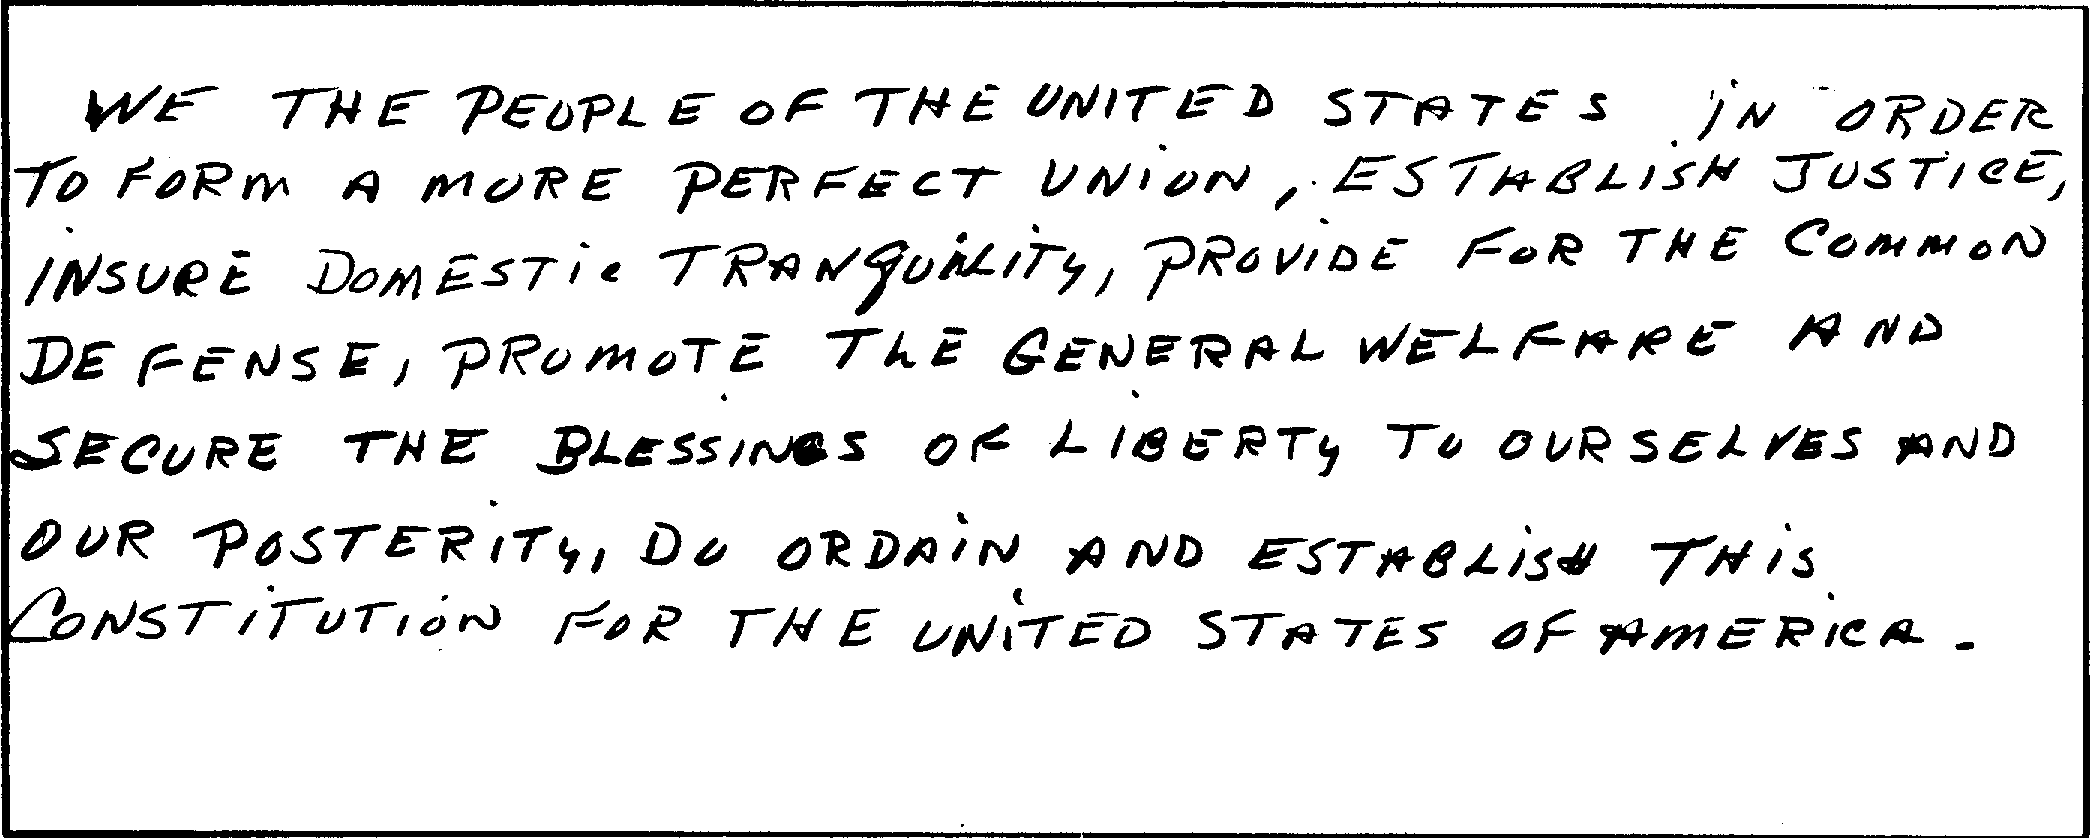 WE THE PEOPLE OF THE UNITED STATES iN ORDER
TO FORM A MORE PERFECT UNiON, ESTABLISH JUSTICE,
INSURE DOMESTiC TRANQUiLiTy, PROViDE FOR THE COMMON
DEFENSE, PROMOTE ThE GENERAL WELFARE AND
SECURE THE BLESSINGS OF LIBERTy TO OURSELVES AND
OUR POSTERiTy, DO ORDAiN AND ESTABLiSH THiS
CONSTiTUTiON FOR THE UNiTED STATES OF AMERiCA.